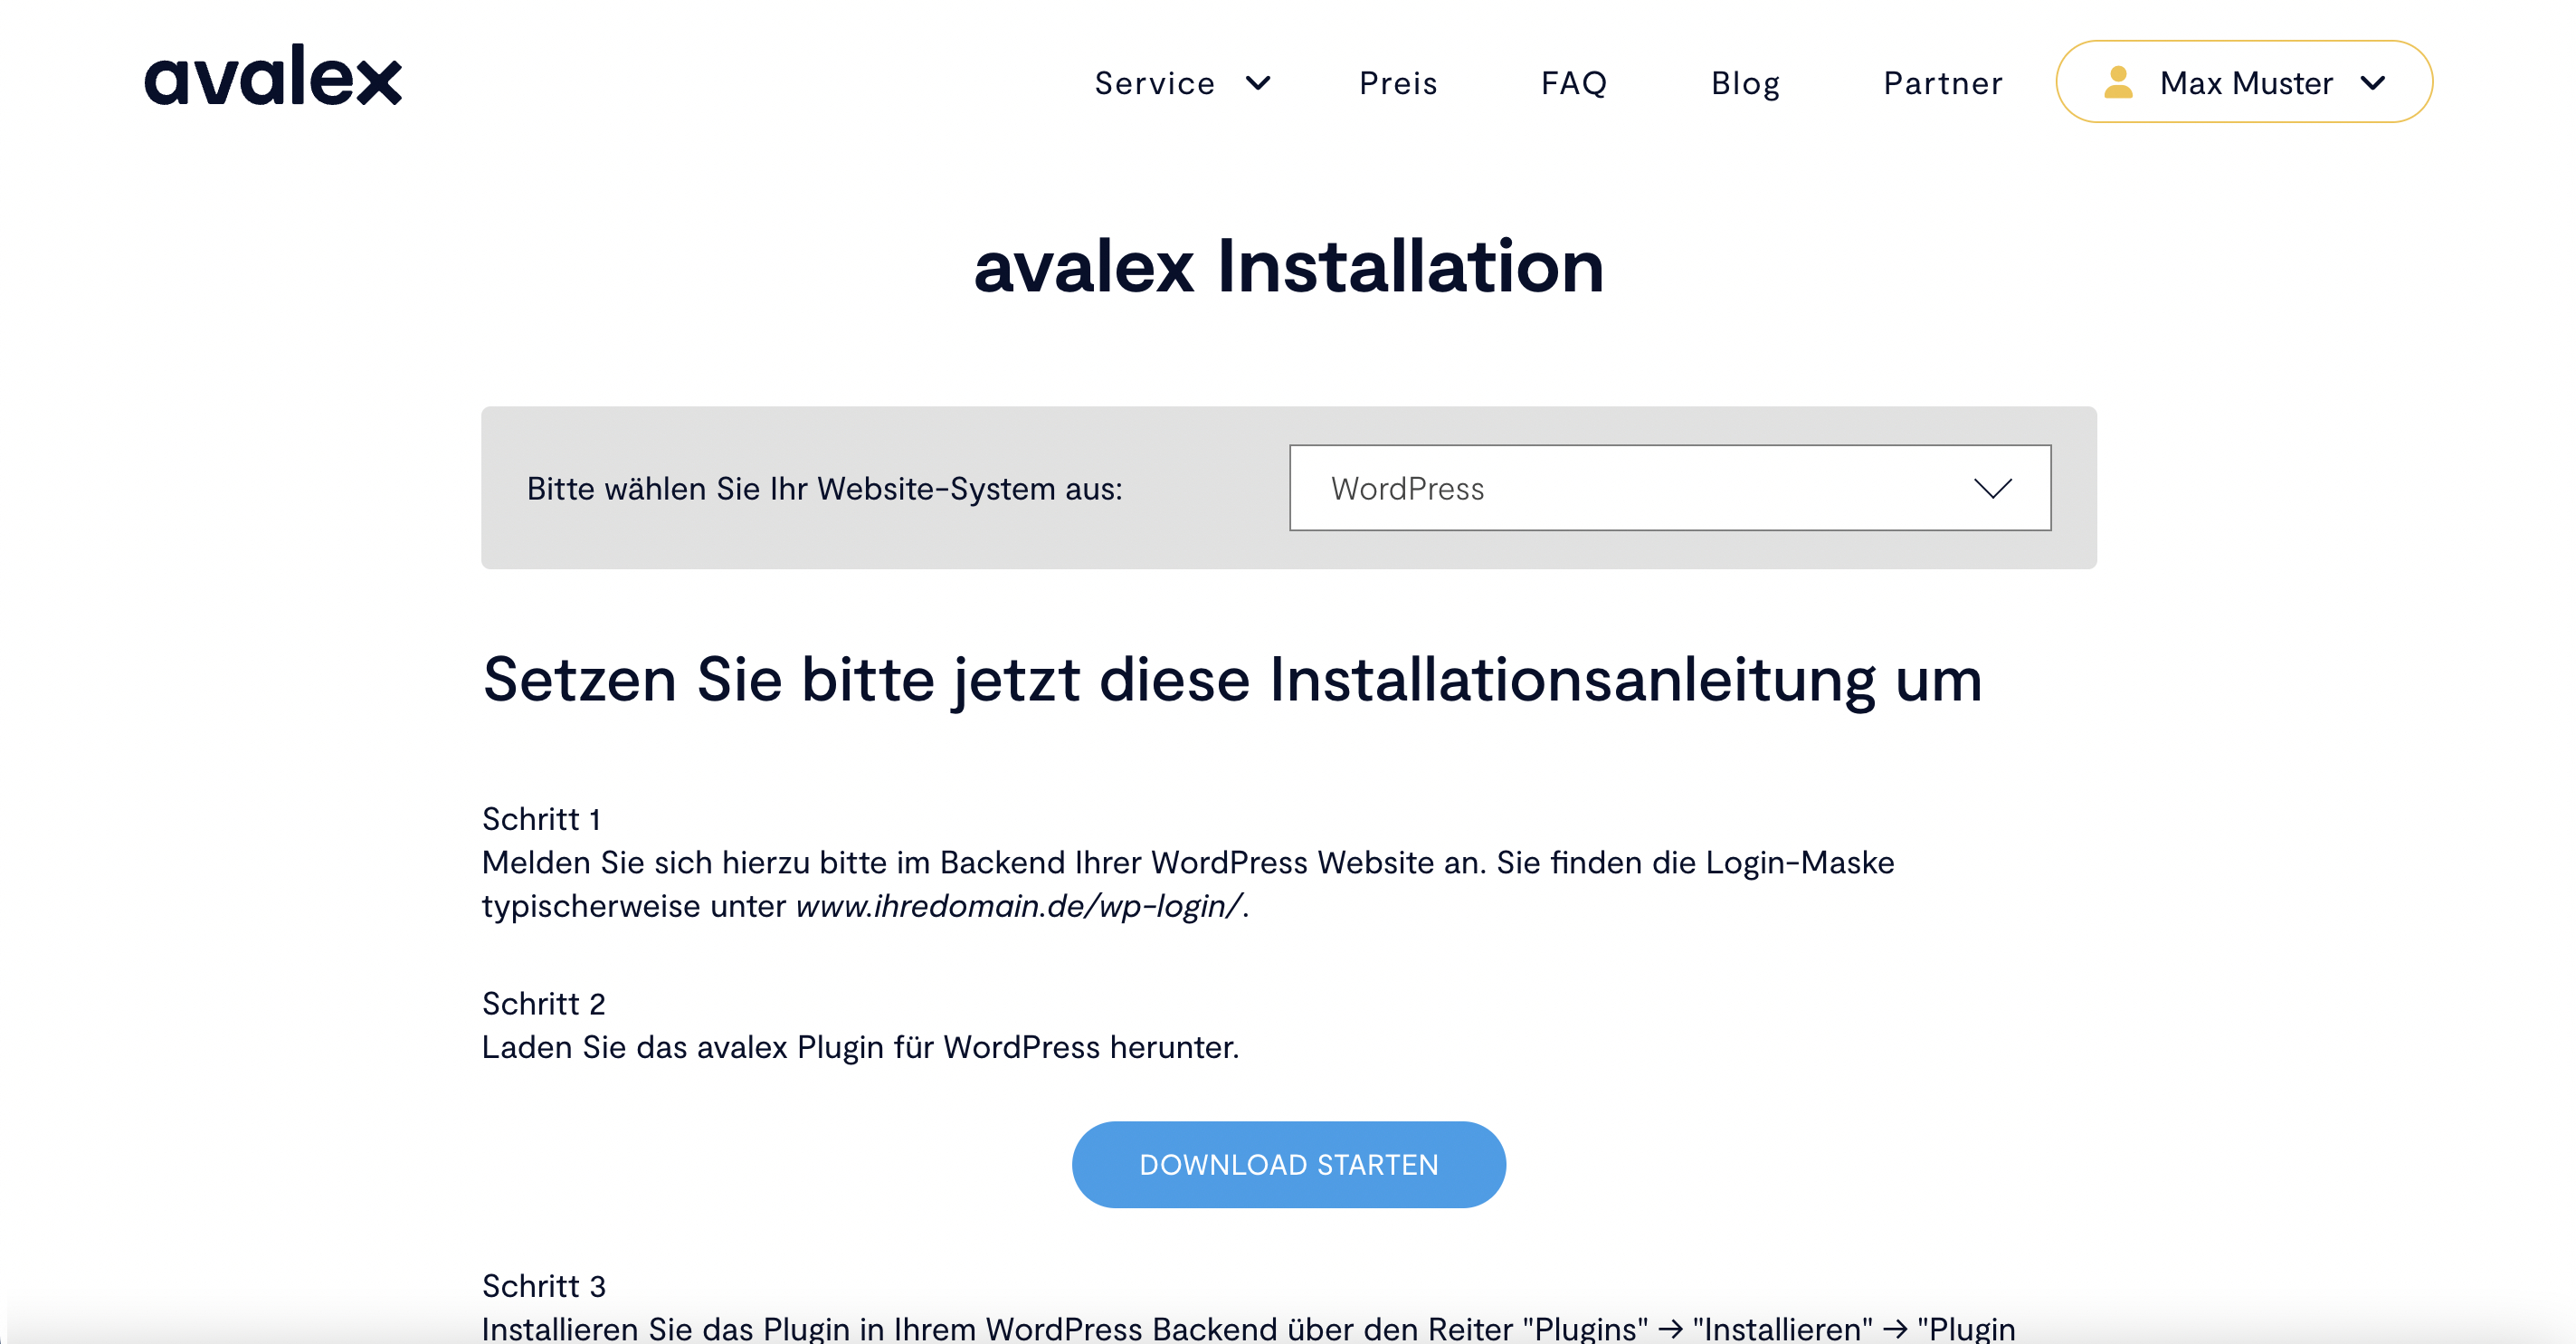 avalex
Service
Preis
FAQ
Blog
Partner
Max Muster
avalex Installation
Bitte wählen Sie Ihr Website-System aus:
WordPress
Setzen Sie bitte jetzt diese Installationsanleitung um
Schritt 1
Melden Sie sich hierzu bitte im Backend Ihrer WordPress Website an. Sie finden die Login-Maske
typischerweise unter www.ihredomain.de/wp-login/.
Schritt 2
Laden Sie das avalex Plugin für WordPress herunter.
DOWNLOAD STARTEN
Schritt 3
Installieren Sie das Plugin in Ihrem WordPress Backend über den Reiter "Plugins" → "Installieren" → "Plugin